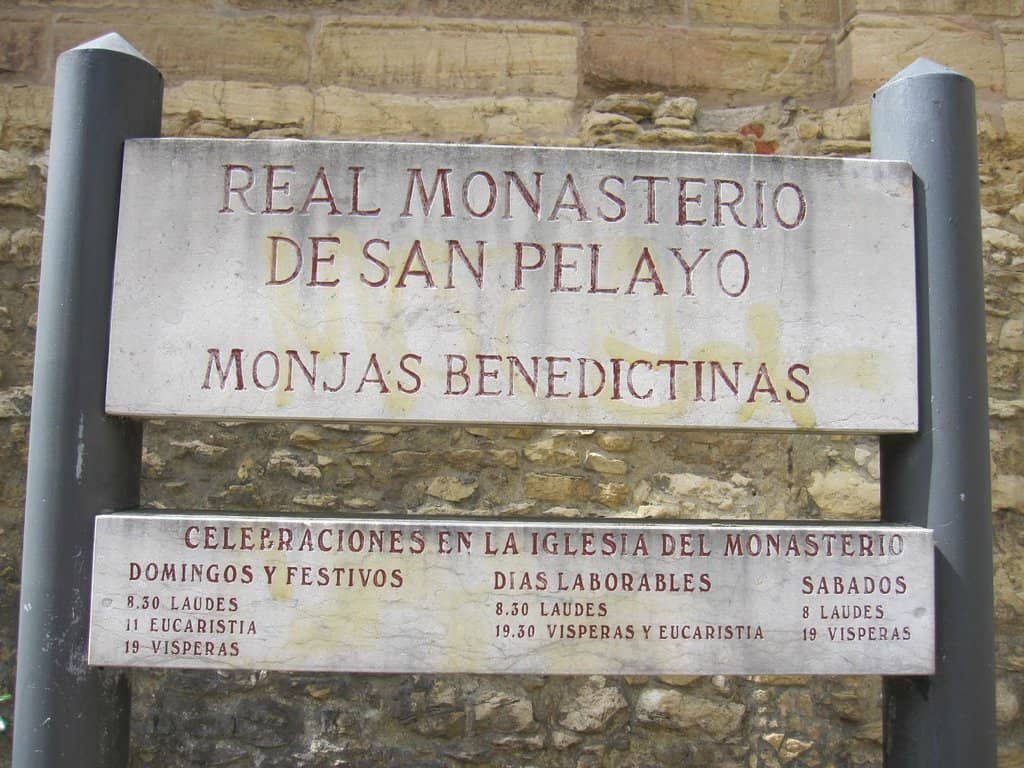 REAL MONASTERIO
DE SAN PELAYO
MONJAS BENEDICTINAS
CELEBRACIONES EN LA IGLESIA DEL MONASTERIO
DOMINGOS Y FESTIVOS
8.30 LAUDES
11 EUCARISTIA
19 VISPERAS
DIAS LABORABLES
8.30 LAUDES
19.30 VISPERAS Y EUCARISTIA
SABADOS
8 LAUDES
19 VISPERAS